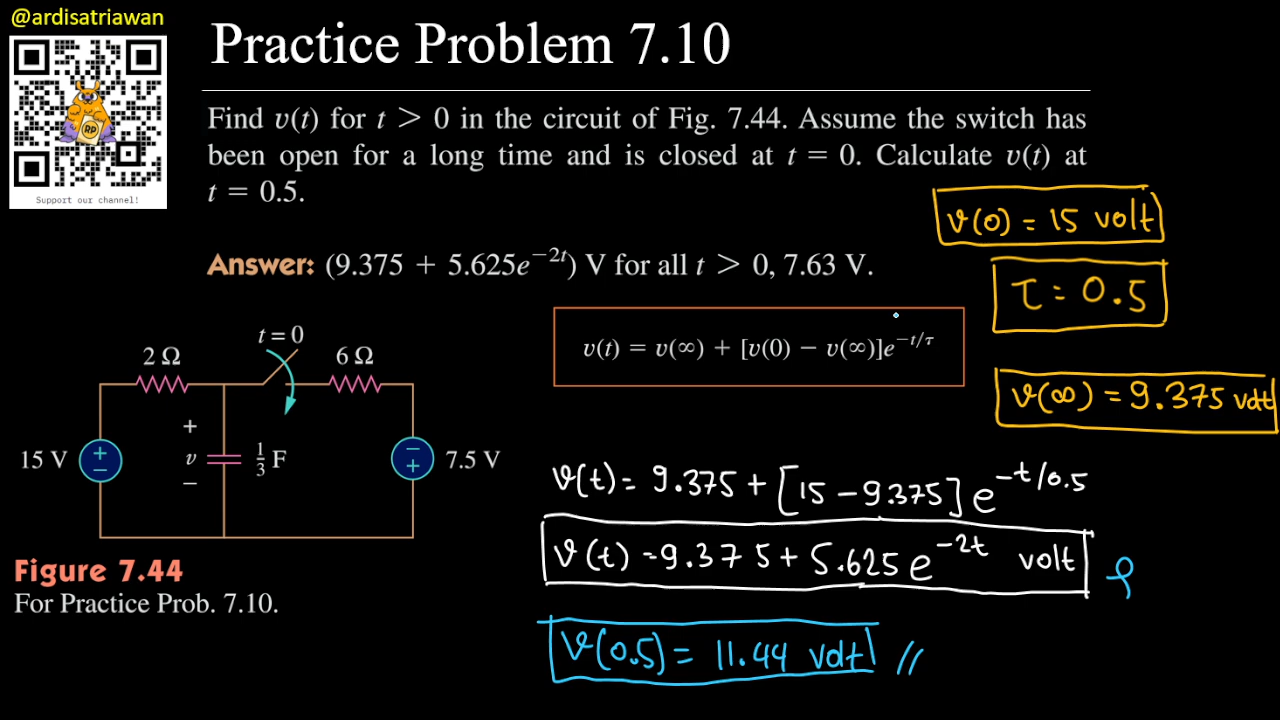 @ardisatriawan
Practice Problem 7.10
RP
Support our channel!
Find v(t) for t > 0 in the circuit of Fig. 7.44. Assume the switch has
been open for a long time and is closed at t = 0. Calculate v(t) at
t = 0.5.
v(0) = 15 volt
Answer: (9.375 + 5.625e^{-2t}) V for all t > 0, 7.63 V.
τ = 0.5
v(t) = v(∞) + [v(0) − v(∞)]e^{−t/τ}
v(∞) = 9.375 volt
t = 0
2 Ω
6 Ω
+
15 V
+
−
v
1/3 F
−
+
7.5 V
−
v(t) = 9.375 + [15 − 9.375] e^{−t/0.5}
v(t) = 9.375 + 5.625 e^{−2t} volt
Figure 7.44
For Practice Prob. 7.10.
v(0.5) = 11.44 volt //